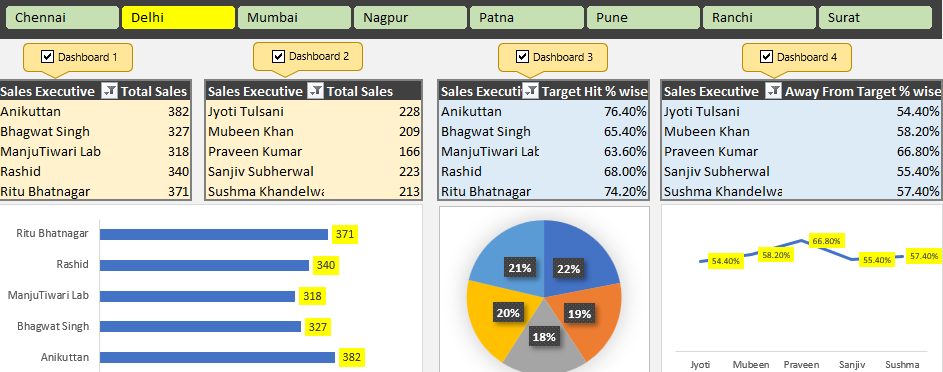 Chennai Delhi Mumbai Nagpur Patna Pune Ranchi Surat
Dashboard 1 Dashboard 2 Dashboard 3 Dashboard 4
Sales Executive Total Sales Sales Executive Total Sales Sales Executi Target Hit % wise Sales Executive Away From Target % wise
Anikuttan 382 Jyoti Tulsani 228 Anikuttan 76.40% Jyoti Tulsani 54.40%
Bhagwat Singh 327 Mubeen Khan 209 Bhagwat Singh 65.40% Mubeen Khan 58.20%
ManjuTiwari Lab 318 Praveen Kumar 166 ManjuTiwari Lab 63.60% Praveen Kumar 66.80%
Rashid 340 Sanjiv Subherwal 223 Rashid 68.00% Sanjiv Subherwal 55.40%
Ritu Bhatnagar 371 Sushma Khandelwa 213 Ritu Bhatnagar 74.20% Sushma Khandelwa 57.40%
Ritu Bhatnagar 371
Rashid 340
ManjuTiwari Lab 318
Bhagwat Singh 327
Anikuttan 382
21% 22%
20% 19%
18%
54.40% 58.20% 66.80% 55.40% 57.40%
Jyoti Mubeen Praveen Sanjiv Sushma